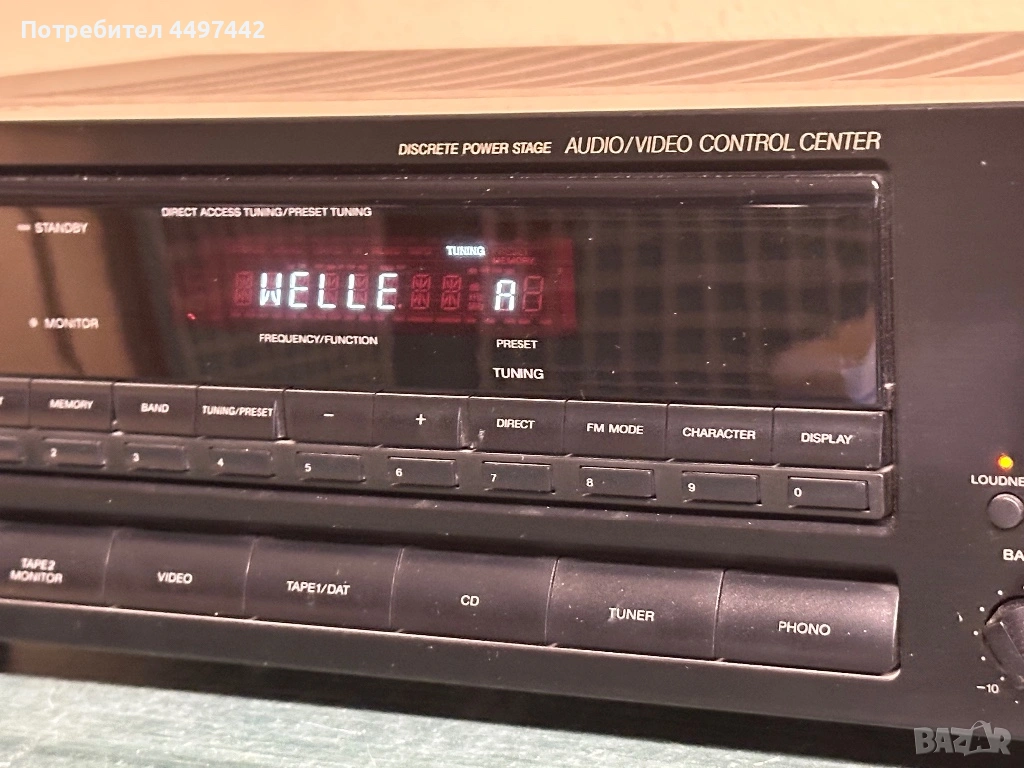 Потребител 4497442
DISCRETE POWER STAGE AUDIO/VIDEO CONTROL CENTER
DIRECT ACCESS TUNING/PRESET TUNING
STANDBY
TUNING
MEMORY
WELLE A
MONITOR
FREQUENCY/FUNCTION PRESET
TUNING
MEMORY BAND TUNING/PRESET − + DIRECT FM MODE CHARACTER DISPLAY
2 3 4 5 6 7 8 9 0
TAPE2 MONITOR VIDEO TAPE1/DAT CD TUNER PHONO
−10
BAZAR